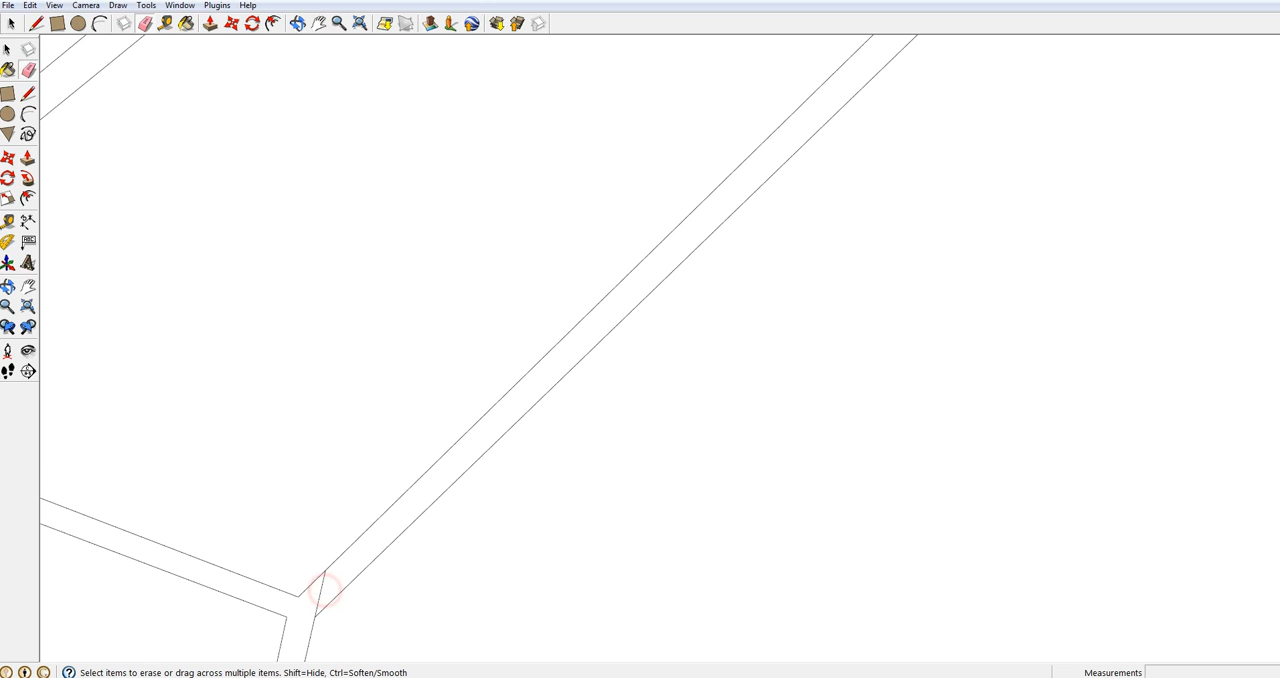 File Edit View Camera Draw Tools Window Plugins Help
ABC
Select items to erase or drag across multiple items. Shift=Hide, Ctrl=Soften/Smooth
Measurements